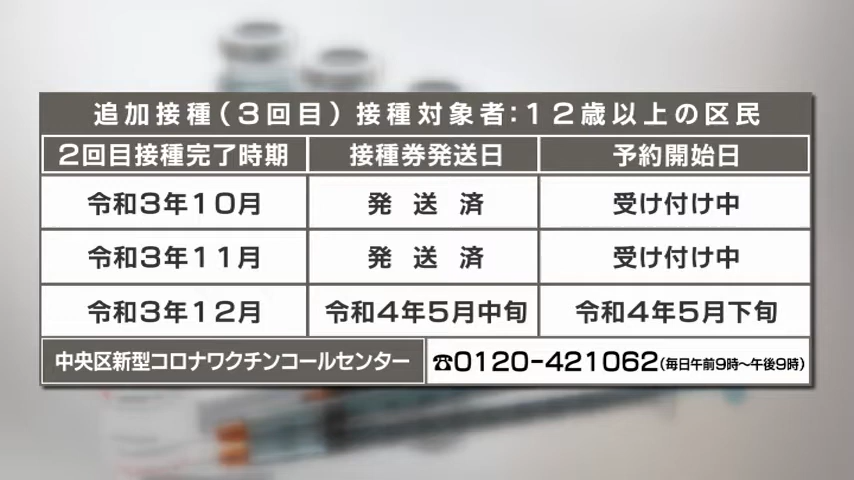 追加接種(3回目) 接種対象者:12歳以上の区民
2回目接種完了時期 接種券発送日 予約開始日
令和3年10月 発送済 受け付け中
令和3年11月 発送済 受け付け中
令和3年12月 令和4年5月中旬 令和4年5月下旬
中央区新型コロナワクチンコールセンター ☎0120-421062(毎日午前9時〜午後9時)